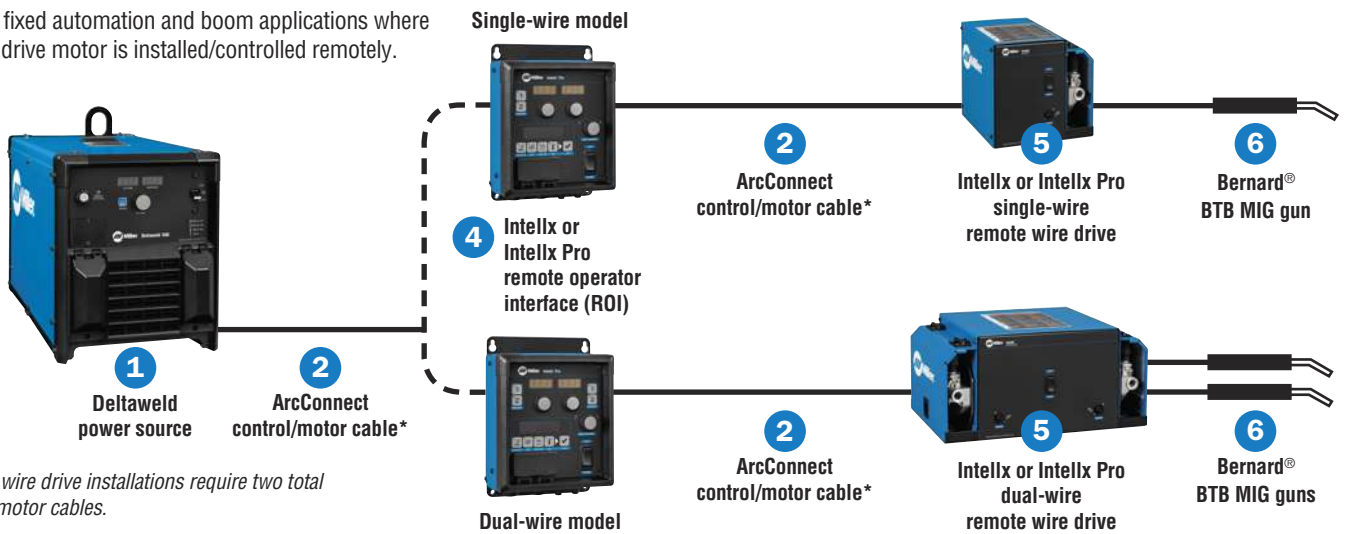 fixed automation and boom applications where
drive motor is installed/controlled remotely.
Single-wire model
Miller
Miller
Miller
1
Deltaweld
power source
2
ArcConnect
control/motor cable*
4
Intellx or
Intellx Pro
remote operator
interface (ROI)
2
ArcConnect
control/motor cable*
5
Intellx or Intellx Pro
single-wire
remote wire drive
6
Bernard®
BTB MIG gun
Dual-wire model
2
ArcConnect
control/motor cable*
5
Intellx or Intellx Pro
dual-wire
remote wire drive
6
Bernard®
BTB MIG guns
wire drive installations require two total
motor cables.